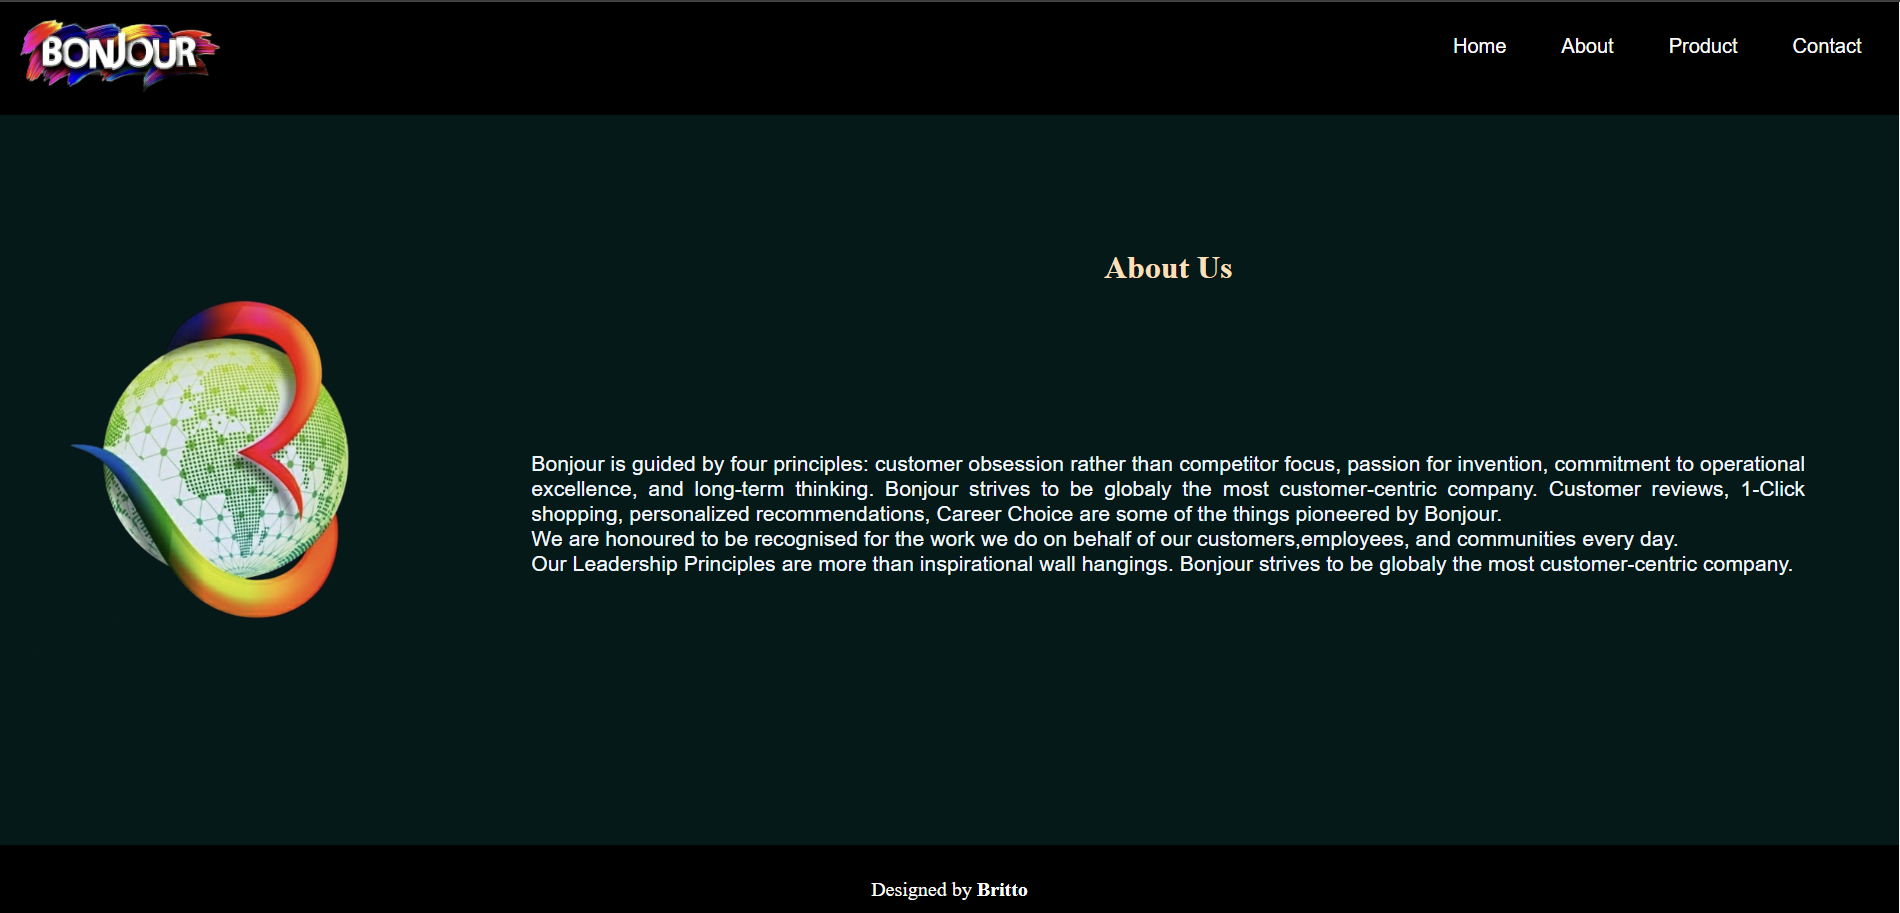 BONJOUR
Home About Product Contact
About Us
Bonjour is guided by four principles: customer obsession rather than competitor focus, passion for invention, commitment to operational
excellence, and long-term thinking. Bonjour strives to be globaly the most customer-centric company. Customer reviews, 1-Click
shopping, personalized recommendations, Career Choice are some of the things pioneered by Bonjour.
We are honoured to be recognised for the work we do on behalf of our customers,employees, and communities every day.
Our Leadership Principles are more than inspirational wall hangings. Bonjour strives to be globaly the most customer-centric company.
Designed by Britto